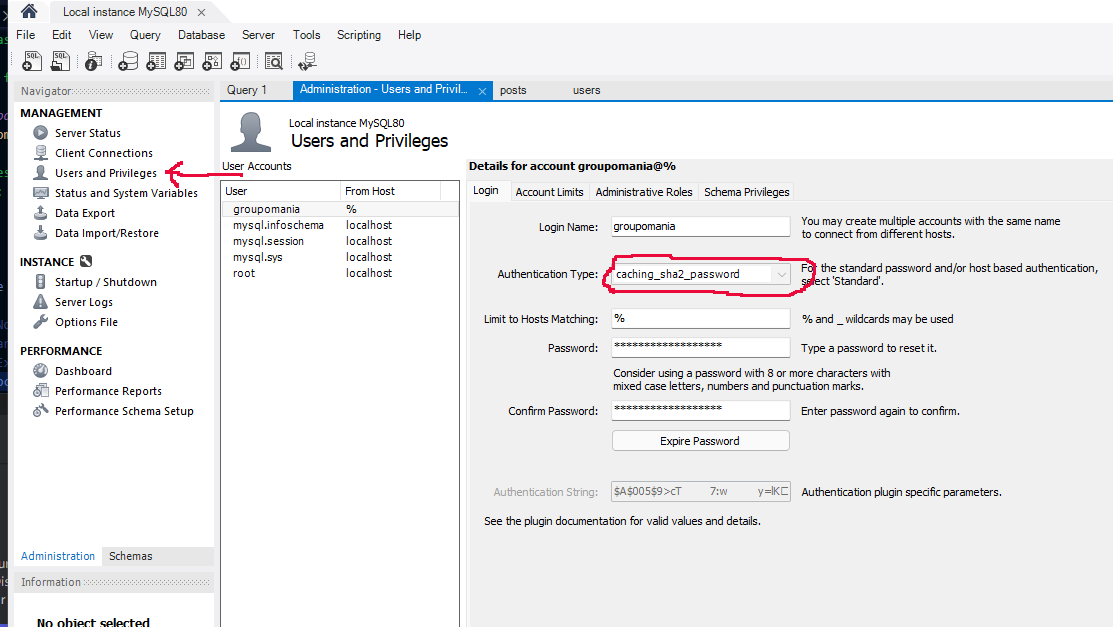 Local instance MySQL80
File Edit View Query Database Server Tools Scripting Help
Navigator
Query 1
Administration - Users and Privil...
posts
users
MANAGEMENT
Server Status
Client Connections
Users and Privileges
Status and System Variables
Data Export
Data Import/Restore
INSTANCE
Startup / Shutdown
Server Logs
Options File
PERFORMANCE
Dashboard
Performance Reports
Performance Schema Setup
Administration Schemas
Information
No object selected
Local instance MySQL80
Users and Privileges
User Accounts
User From Host
groupomania %
mysql.infoschema localhost
mysql.session localhost
mysql.sys localhost
root localhost
Details for account groupomania@%
Login Account Limits Administrative Roles Schema Privileges
Login Name: groupomania
You may create multiple accounts with the same name
to connect from different hosts.
Authentication Type: caching_sha2_password
For the standard password and/or host based authentication,
select 'Standard'.
Limit to Hosts Matching: % % and _ wildcards may be used
Password: ****************** Type a password to reset it.
Consider using a password with 8 or more characters with
mixed case letters, numbers and punctuation marks.
Confirm Password: ****************** Enter password again to confirm.
Expire Password
Authentication String: $A$005$9>cT 7:w Authentication plugin specific parameters.
See the plugin documentation for valid values and details.